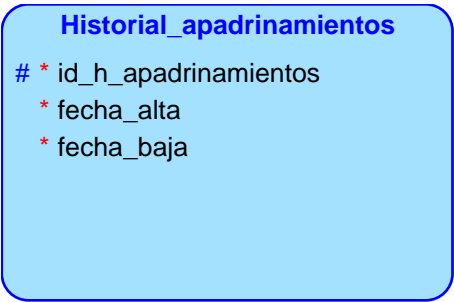 Historial_apadrinamientos
# * id_h_apadrinamientos
* fecha_alta
* fecha_baja